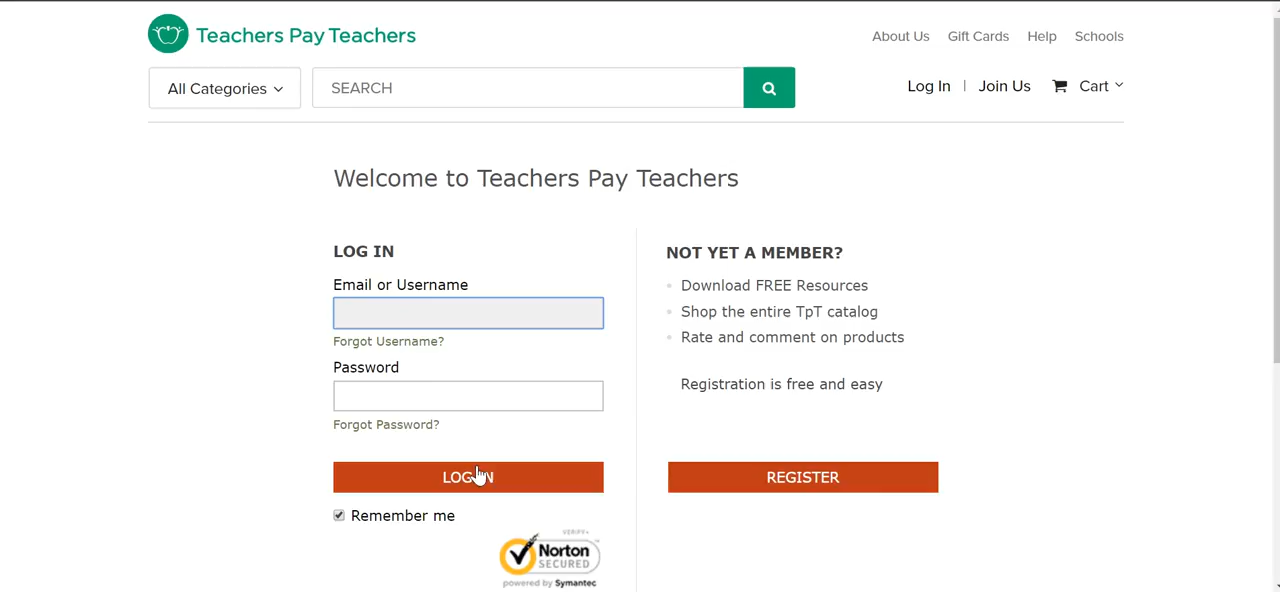 Teachers Pay Teachers
About Us Gift Cards Help Schools
All Categories SEARCH Log In | Join Us Cart
Welcome to Teachers Pay Teachers
LOG IN
Email or Username
Forgot Username?
Password
Forgot Password?
LOG IN
Remember me
VERIFY+
Norton
SECURED
powered by Symantec
NOT YET A MEMBER?
Download FREE Resources
Shop the entire TpT catalog
Rate and comment on products
Registration is free and easy
REGISTER